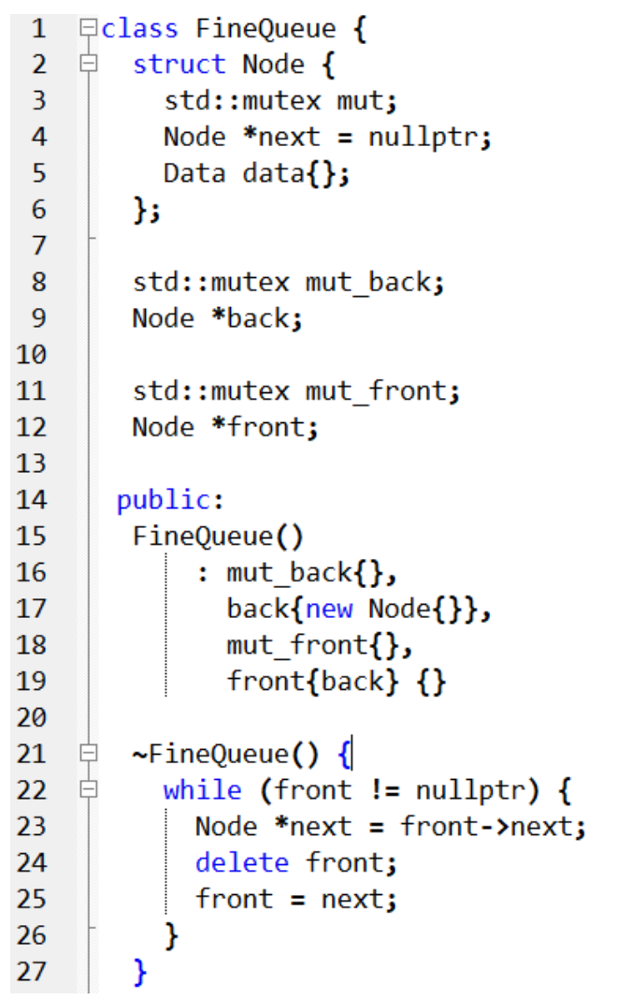 1 class FineQueue {
2 struct Node {
3 std::mutex mut;
4 Node *next = nullptr;
5 Data data{};
6 };
7
8 std::mutex mut_back;
9 Node *back;
10
11 std::mutex mut_front;
12 Node *front;
13
14 public:
15 FineQueue()
16 : mut_back{},
17 back{new Node{}},
18 mut_front{},
19 front{back} {}
20
21 ~FineQueue() {
22 while (front != nullptr) {
23 Node *next = front->next;
24 delete front;
25 front = next;
26 }
27 }